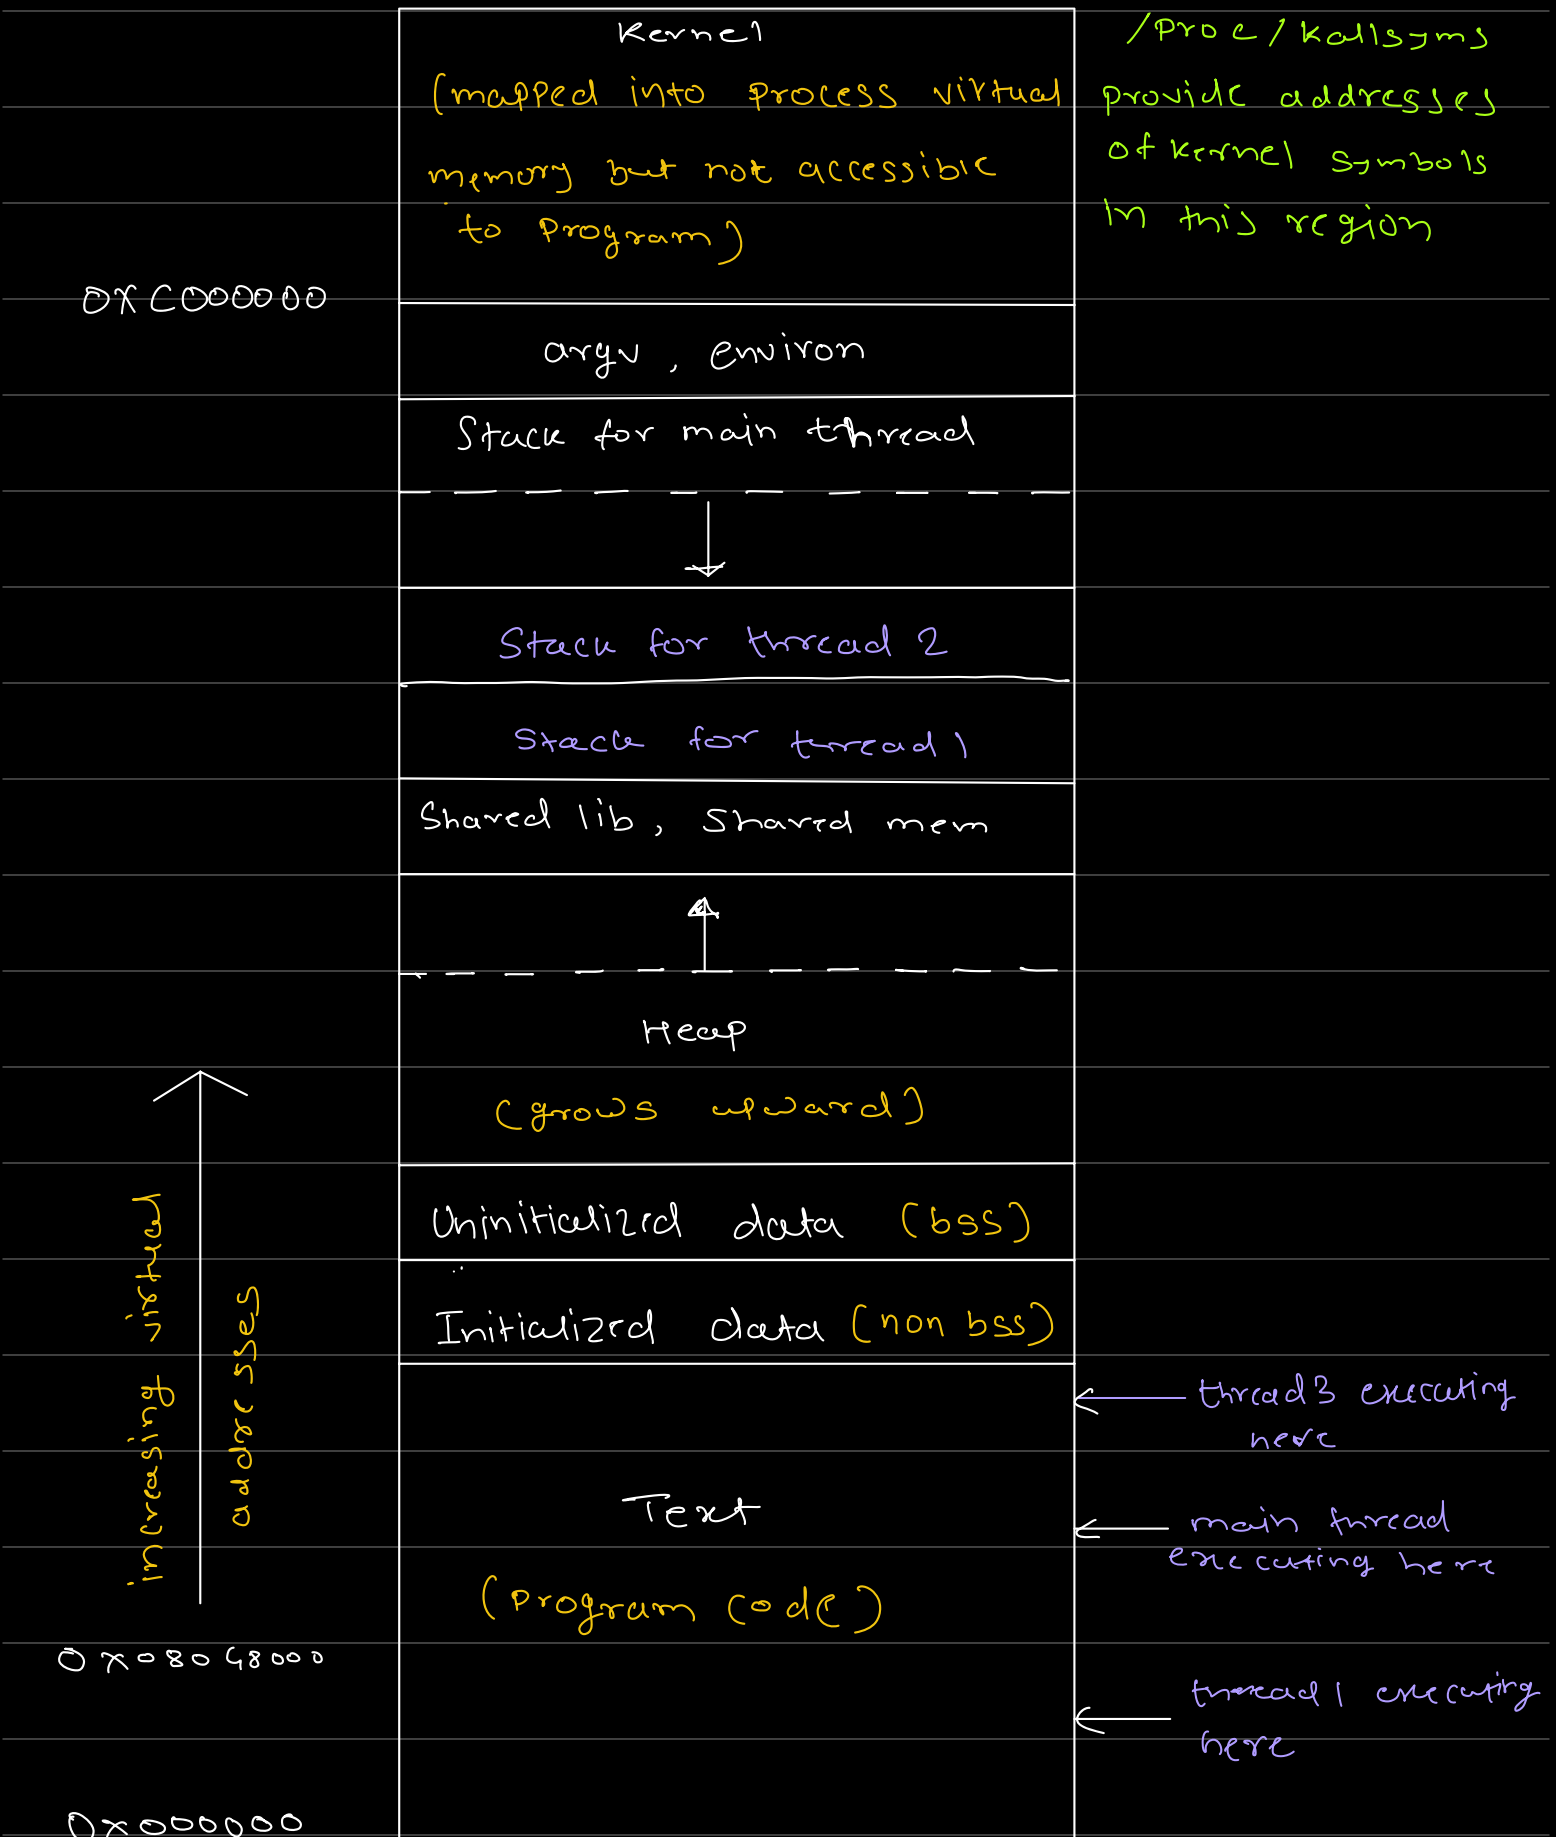 Kernel
(mapped into process virtual
memory but not accessible
to program)
/proc/kallsyms
provide addresses
of kernel symbols
in this region
0xC000000
argv, environ
Stack for main thread
Stack for thread 2
Stack for thread 1
Shared lib, shared mem
Heap
(grows upward)
increasing virtual
addresses
Uninitialized data (bss)
Initialized data (non bss)
thread3 executing
here
Text
(program code)
main thread
executing here
0x08048000
thread 1 executing
here
0x000000